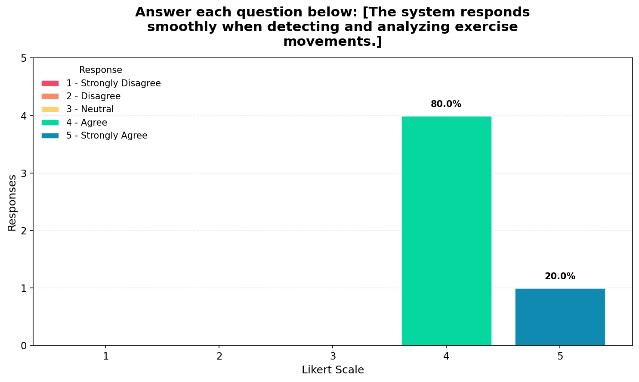 Answer each question below: [The system responds
smoothly when detecting and analyzing exercise
movements.]
Response
1 - Strongly Disagree
2 - Disagree
3 - Neutral
4 - Agree
5 - Strongly Agree
80.0%
20.0%
5
4
3
2
1
0
Responses
1 2 3 4 5
Likert Scale